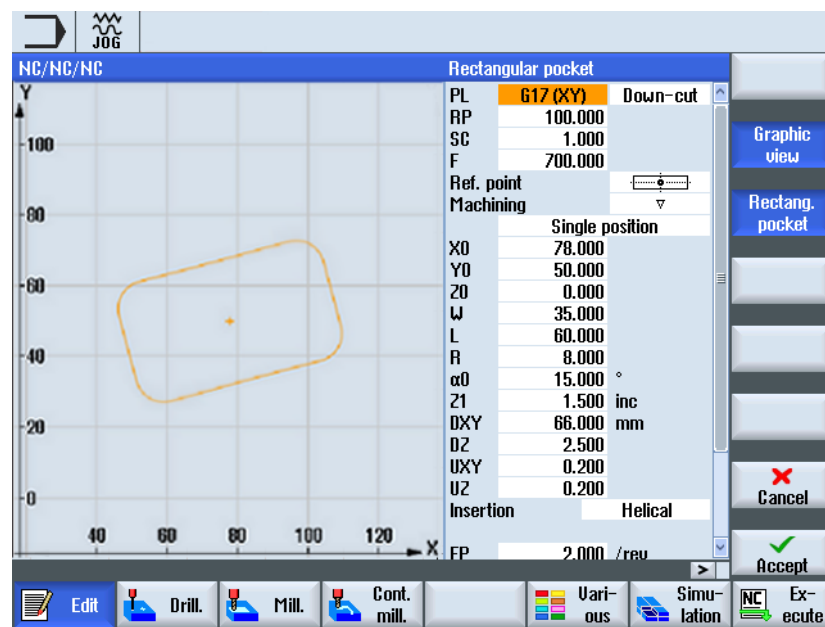 JOG
NC/NC/NC
Rectangular pocket
Y
100
80
60
40
20
0
40 60 80 100 120 X
PL G17 (XY) Down-cut
RP 100.000
SC 1.000
F 700.000
Ref. point
Machining ▽
Single position
X0 78.000
Y0 50.000
Z0 0.000
W 35.000
L 60.000
R 8.000
α0 15.000 °
Z1 1.500 inc
DXY 66.000 mm
DZ 2.500
UXY 0.200
UZ 0.200
Insertion Helical
EP 2.000 /rev
>
Graphic
view
Rectang.
pocket
Cancel
Accept
Edit
Drill.
Mill.
Cont.
mill.
Vari-
ous
Simu-
lation
NC Ex-
ecute